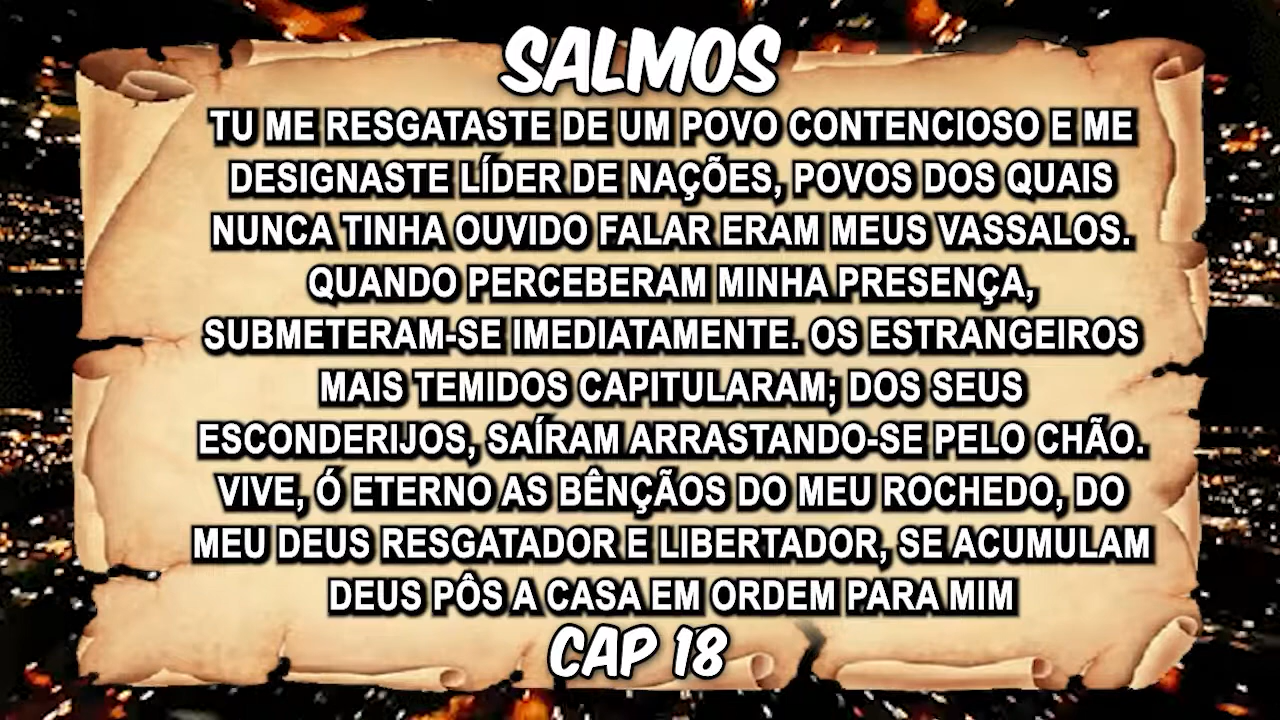 SALMOS
TU ME RESGATASTE DE UM POVO CONTENCIOSO E ME
DESIGNASTE LÍDER DE NAÇÕES, POVOS DOS QUAIS
NUNCA TINHA OUVIDO FALAR ERAM MEUS VASSALOS.
QUANDO PERCEBERAM MINHA PRESENÇA,
SUBMETERAM-SE IMEDIATAMENTE. OS ESTRANGEIROS
MAIS TEMIDOS CAPITULARAM; DOS SEUS
ESCONDERIJOS, SAÍRAM ARRASTANDO-SE PELO CHÃO.
VIVE, Ó ETERNO AS BÊNÇÃOS DO MEU ROCHEDO, DO
MEU DEUS RESGATADOR E LIBERTADOR, SE ACUMULAM
DEUS PÔS A CASA EM ORDEM PARA MIM
CAP 18